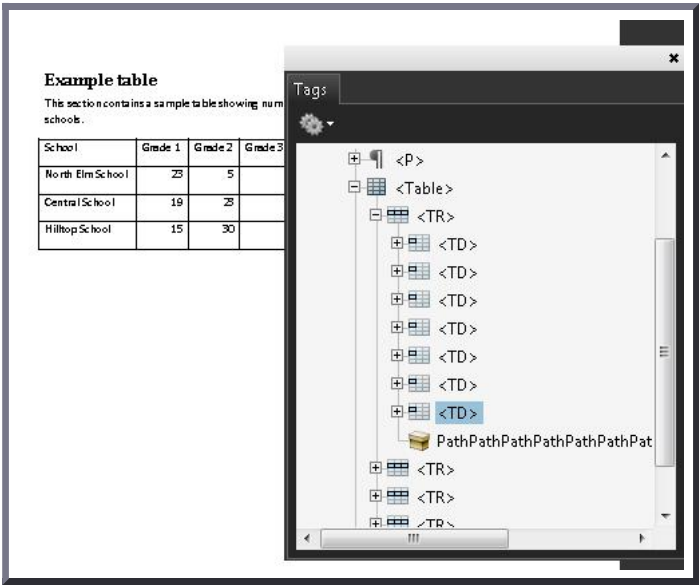 Example table
This section contains a sample table showing num
schools.
School Grade 1 Grade 2 Grade 3
North Elm School 23 5
Central School 19 23
Hilltop School 15 30
Tags
<P>
<Table>
<TR>
<TD>
<TD>
<TD>
<TD>
<TD>
<TD>
<TD>
PathPathPathPathPathPathPat
<TR>
<TR>
<TR>